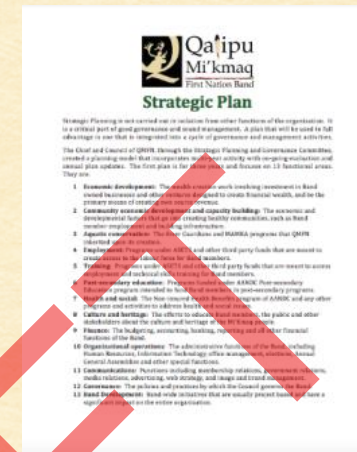 Qalipu
Mi'kmaq
First Nation Band
Strategic Plan
Strategic Planning is not carried out in isolation from other functions of the organization. It
is a critical part of good governance and sound management. A plan that will be used to full
advantage is one that is integrated into a cycle of governance and management activities.
The Chief and Council of QMFN, through the Strategic Planning and Governance Committee,
created a planning model that incorporates activity with on-going evaluation and
annual plan updates. The first plan is for three years and focuses on 13 functional areas.
They are:
1 Economic development: The wealth creation work involving investment in Band
owned businesses and other ventures designed to create financial wealth, and be the
primary means of creating own source revenue.
2 Community economic development and capacity building: The economic and
developmental factors that go into creating healthy communities, such as Band
member employment and building infrastructure.
3 Aquatic conservation: The River Guardians and MAMKA programs that QMFN
inherited upon its creation.
4 Employment: Programs under ASETS and other third party funds that are meant to
create access to the labour force for Band members.
5 Training: Programs under ASETS and other third party funds that are meant to access
employment and technical skills training for Band members.
6 Post-secondary education: Programs funded under AANDC Post-secondary
Education program intended to fund Band members in post-secondary programs.
7 Health and social: The Non-insured Health Benefits program of AANDC and any other
programs and activities to address health and social issues.
8 Culture and heritage: The efforts to educate Band members, the public and other
stakeholders about the culture and heritage of the Mi'kmaq people.
9 Finance: The budgeting, accounting, banking, reporting and all other financial
functions of the Band.
10 Organizational operations: The administrative functions of the Band, including
Human Resources, Information Technology, office management, elections, Annual
General Assemblies and other special functions.
11 Communications: Functions including membership relations, government relations,
media relations, advertising, web strategy, and image and brand management.
12 Governance: The policies and practices by which the Council governs the Band.
13 Band Development: Band wide initiatives that are usually project based and have a
significant impact on the entire organization.